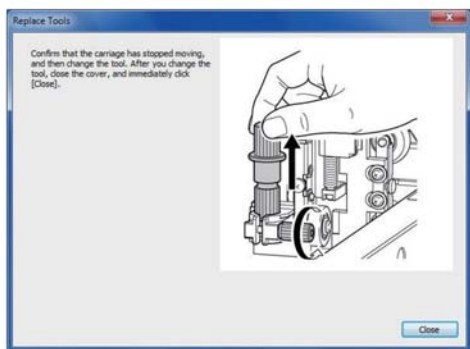 Replace Tools
Confirm that the carriage has stopped moving,
and then change the tool. After you change the
tool, close the cover, and immediately click
[Close].
Close